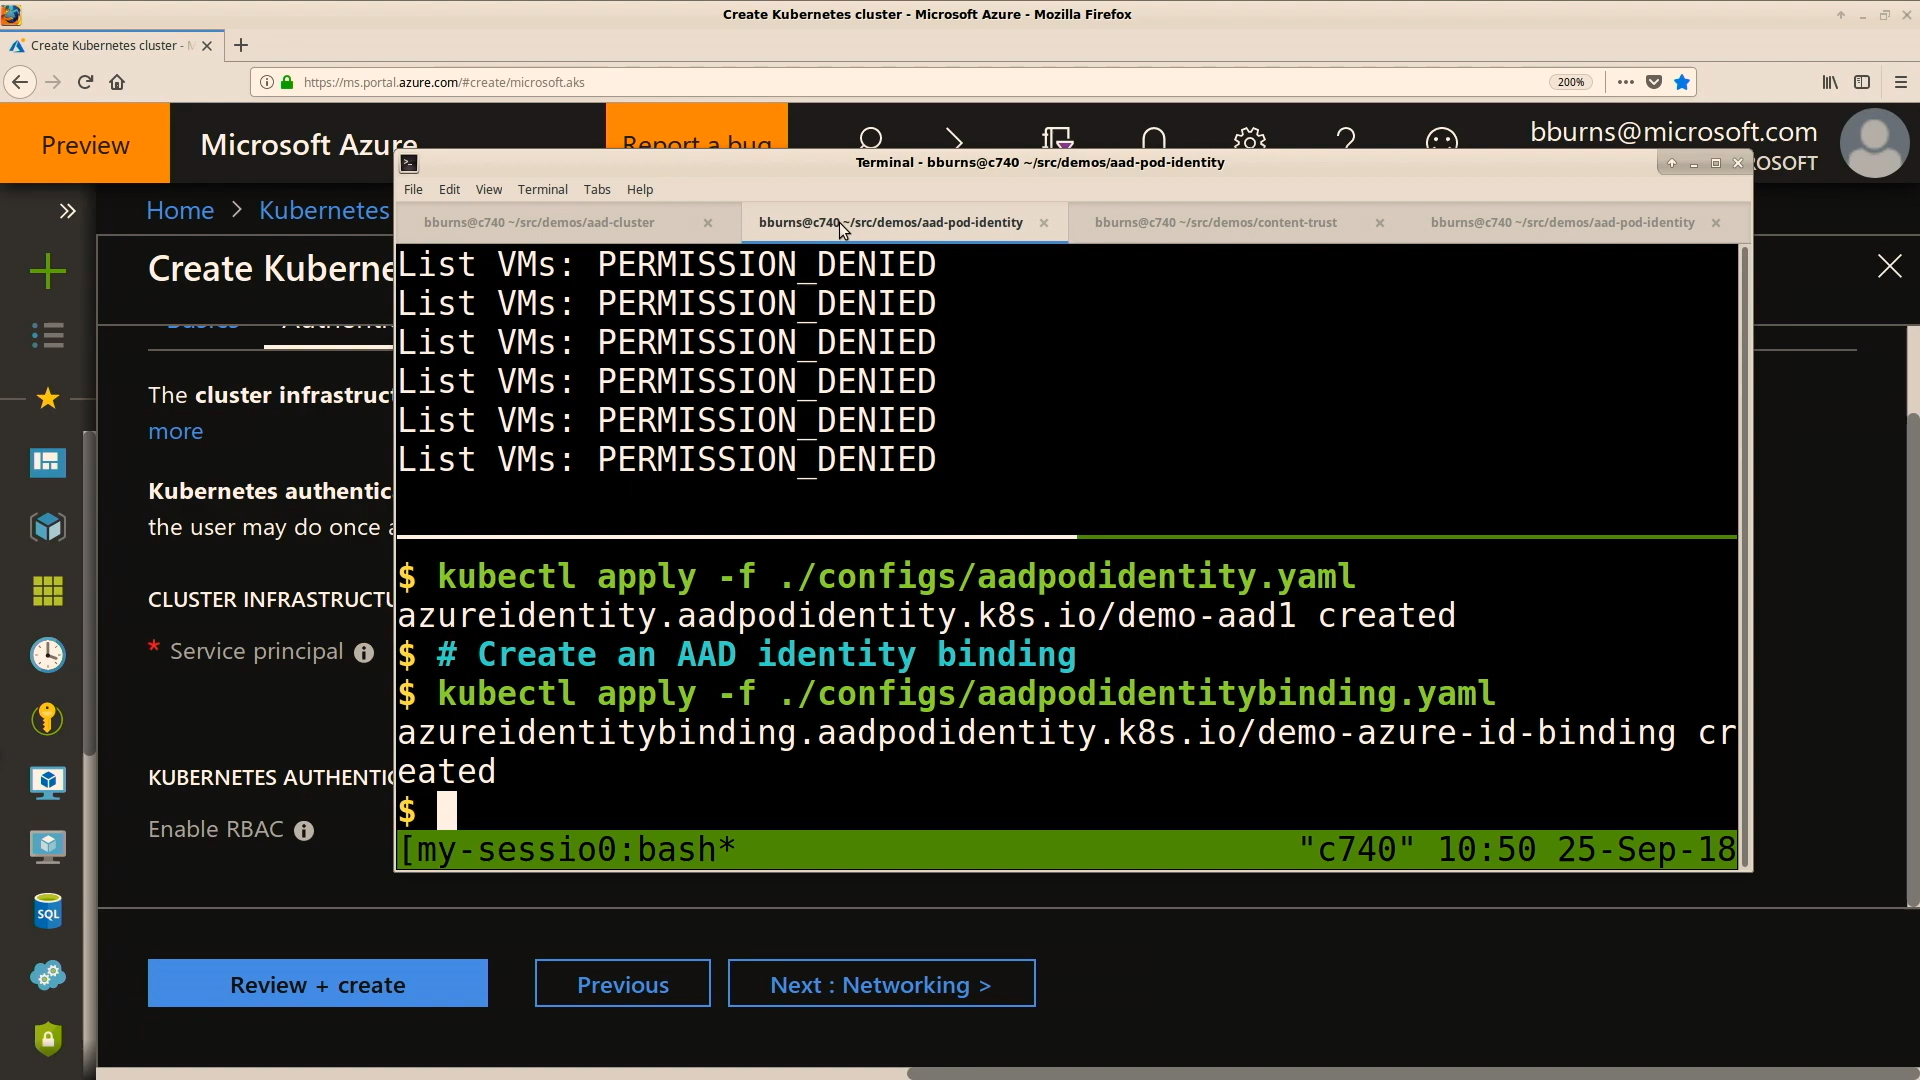 Create Kubernetes cluster - Microsoft Azure - Mozilla Firefox
Create Kubernetes cluster -
https://ms.portal.azure.com/#create/microsoft.aks
200%
Preview
Microsoft Azure
Report a bug
bburns@microsoft.com
Terminal - bburns@c740 ~/src/demos/aad-pod-identity
File Edit View Terminal Tabs Help
bburns@c740 ~/src/demos/aad-cluster
bburns@c740 ~/src/demos/aad-pod-identity
bburns@c740 ~/src/demos/content-trust
bburns@c740 ~/src/demos/aad-pod-identity
List VMs: PERMISSION_DENIED
List VMs: PERMISSION_DENIED
List VMs: PERMISSION_DENIED
List VMs: PERMISSION_DENIED
List VMs: PERMISSION_DENIED
List VMs: PERMISSION_DENIED
$ kubectl apply -f ./configs/aadpodidentity.yaml
azureidentity.aadpodidentity.k8s.io/demo-aad1 created
$ # Create an AAD identity binding
$ kubectl apply -f ./configs/aadpodidentitybinding.yaml
azureidentitybinding.aadpodidentity.k8s.io/demo-azure-id-binding cr
eated
$
[my-sessio0:bash* "c740" 10:50 25-Sep-18
Home > Kubernetes
Create Kuberne
Basics
The cluster infrastruc
more
Kubernetes authentic
the user may do once
CLUSTER INFRASTRUCTU
* Service principal
KUBERNETES AUTHENTIC
Enable RBAC
SQL
Review + create
Previous
Next : Networking >